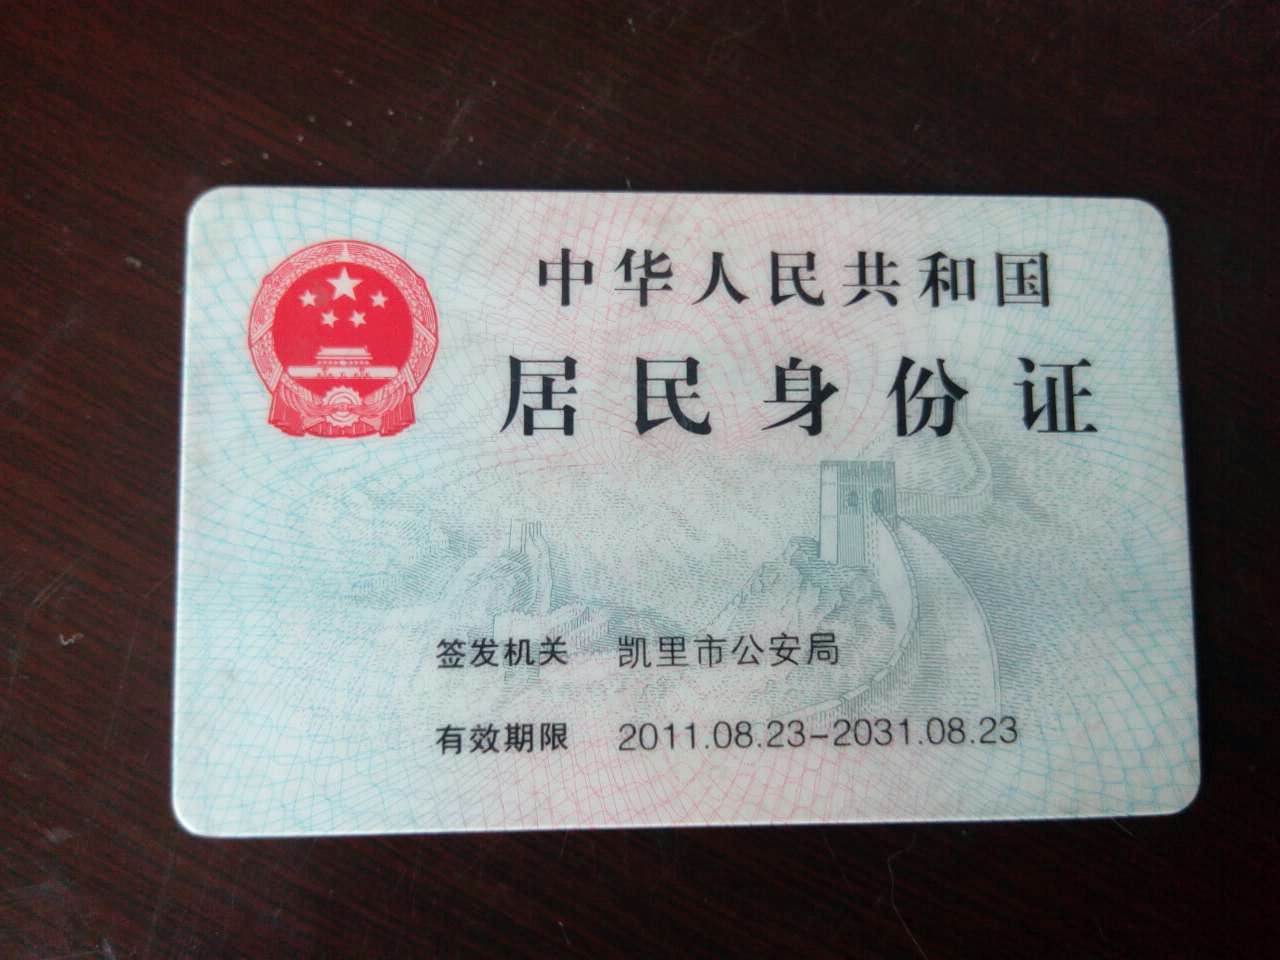 中华人民共和国
居民身份证
签发机关 凯里市公安局
有效期限 2011.08.23-2031.08.23